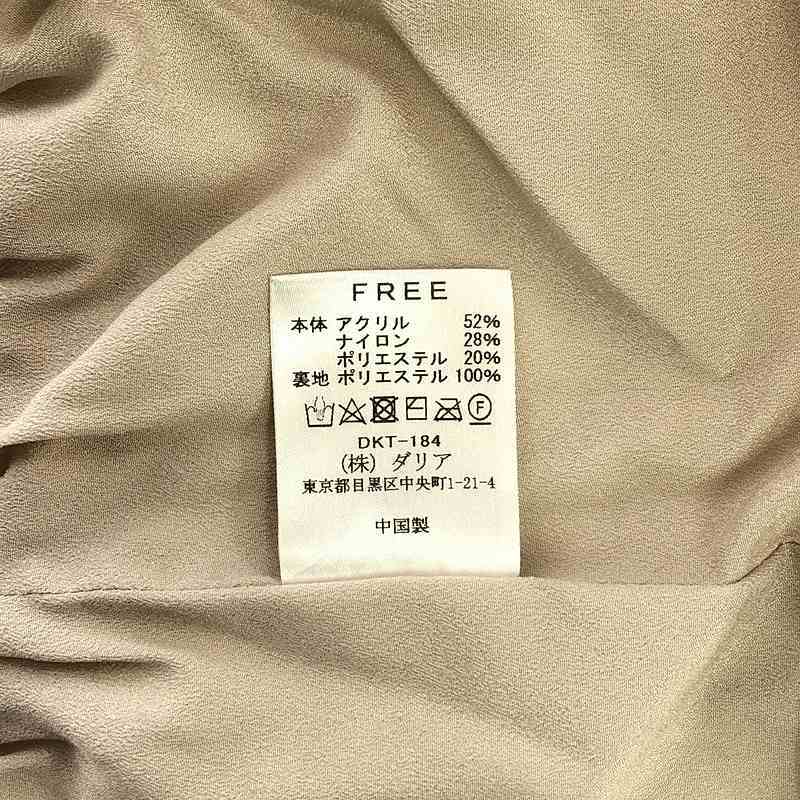 FREE
本体 アクリル 52%
ナイロン 28%
ポリエステル 20%
裏地 ポリエステル 100%
F
DKT-184
(株) ダリア
東京都目黒区中央町1-21-4
中国製